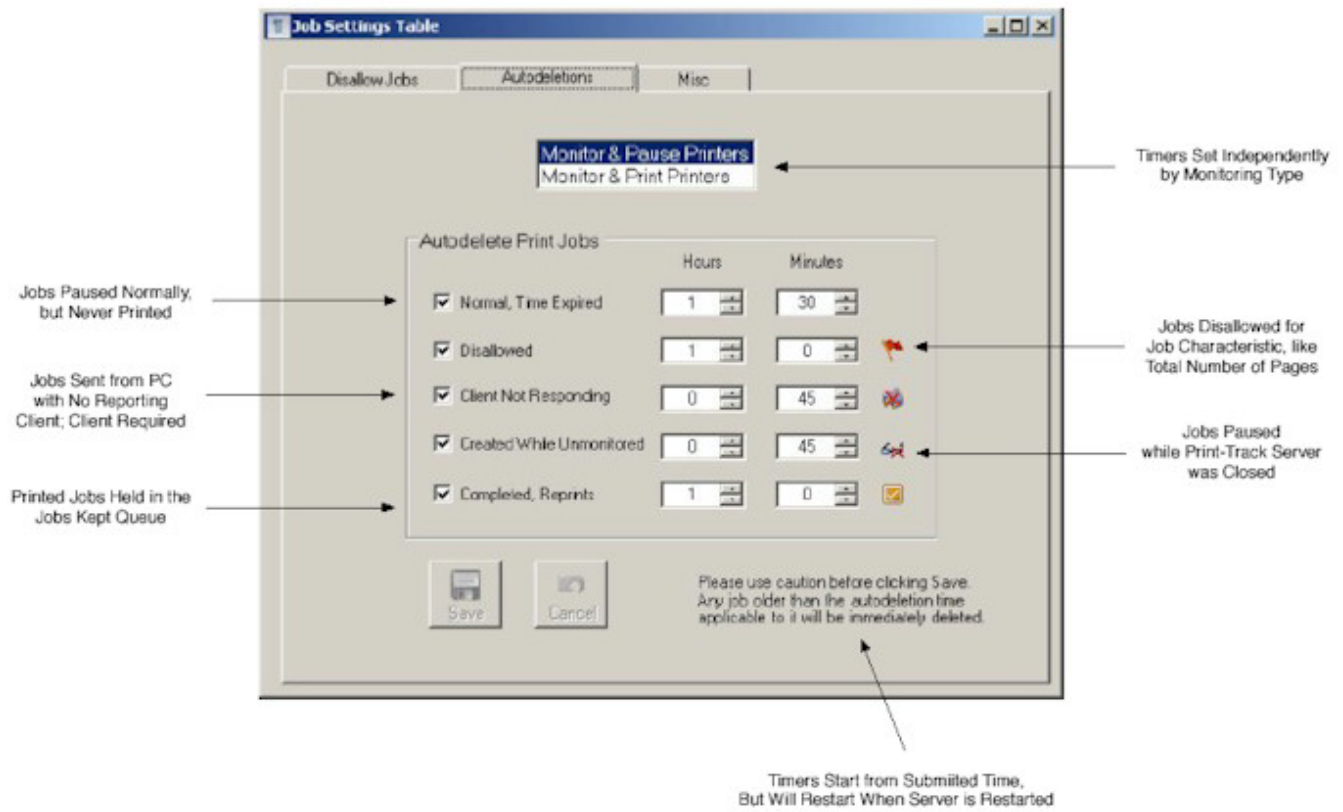 Job Settings Table
Disallow Jobs
Autodeletions
Misc
Monitor & Pause Printers
Monitor & Print Printers
Timers Set Independently
by Monitoring Type
Autodelete Print Jobs
Hours
Minutes
Jobs Paused Normally,
but Never Printed
Normal, Time Expired
1
30
Disallowed
1
0
Jobs Disallowed for
Job Characteristic, like
Total Number of Pages
Jobs Sent from PC
with No Reporting
Client; Client Required
Client Not Responding
0
45
Created While Unmonitored
0
45
Jobs Paused
while Print-Track Server
was Closed
Printed Jobs Held in the
Jobs Kept Queue
Completed, Reprints
1
0
Save
Cancel
Please use caution before clicking Save.
Any job older than the autodeletion time
applicable to it will be immediately deleted.
Timers Start from Submiited Time,
But Will Restart When Server is Restarted